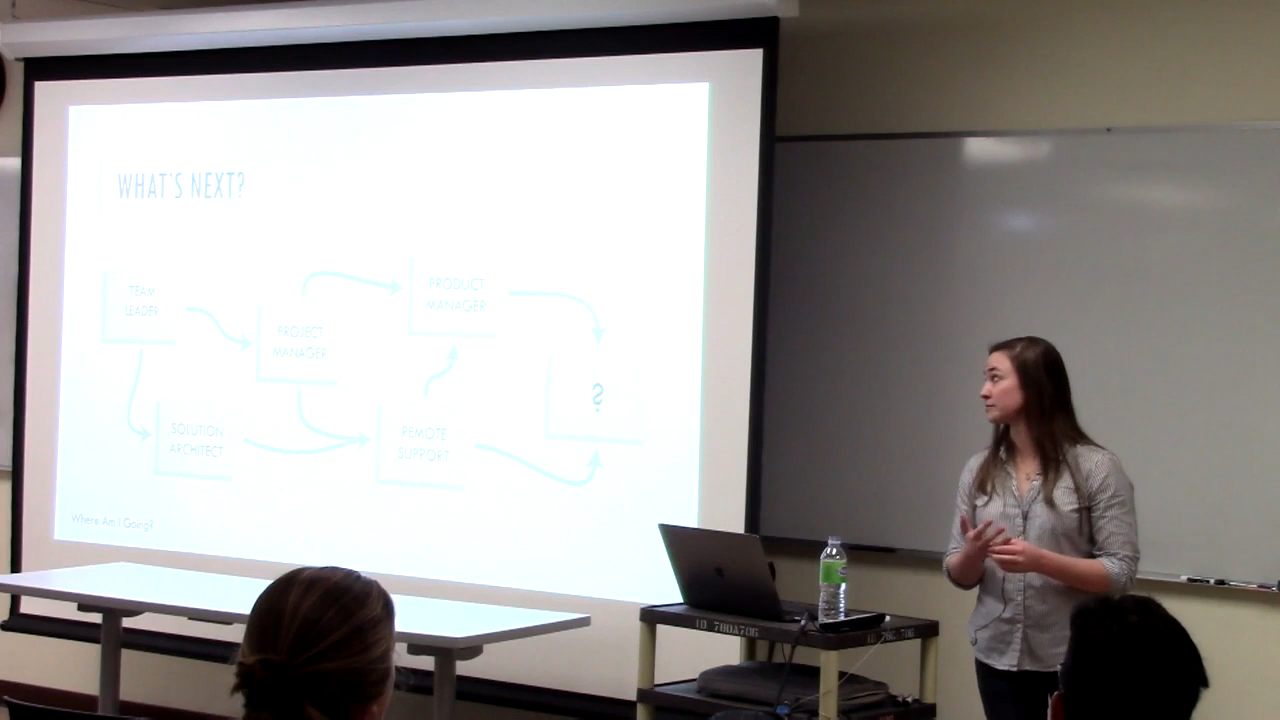 WHAT'S NEXT?
TEAM
LEADER
PROJECT
MANAGER
PRODUCT
MANAGER
?
SOLUTION
ARCHITECT
REMOTE
SUPPORT
Where Am I Going?